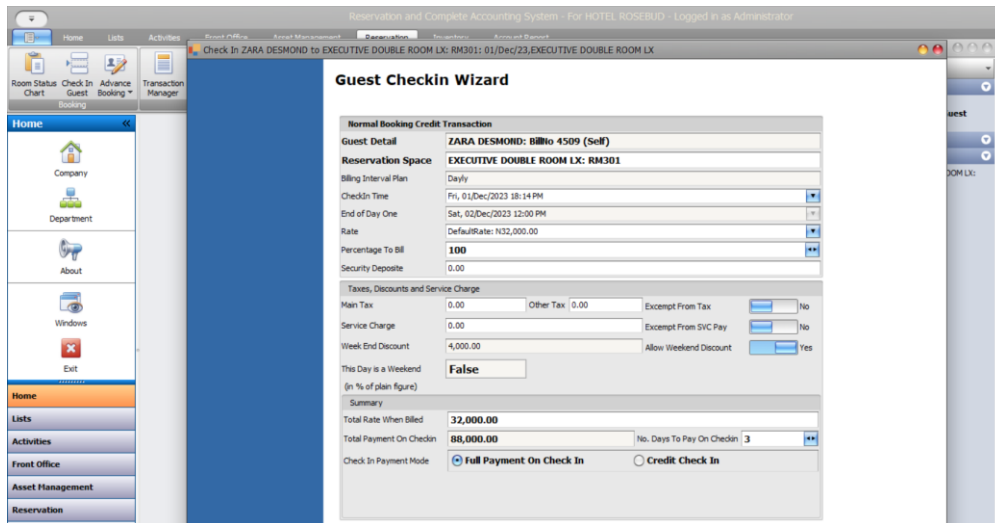 Reservation and Complete Accounting System - For HOTEL ROSEBUD - Logged in as Administrator
Home Lists Activities Front Office Asset Management Reservation Inventory Account Report
Check In ZARA DESMOND to EXECUTIVE DOUBLE ROOM LX: RM301: 01/Dec/23,EXECUTIVE DOUBLE ROOM LX
Room Status Chart
Check In Guest
Advance Booking
Transaction Manager
Booking
Guest Checkin Wizard
uest
OOM LX:
Home
Company
Department
About
Windows
Exit
Home
Lists
Activities
Front Office
Asset Management
Reservation
Normal Booking Credit Transaction
Guest Detail ZARA DESMOND: BillNo 4509 (Self)
Reservation Space EXECUTIVE DOUBLE ROOM LX: RM301
Billing Interval Plan Dayly
CheckIn Time Fri, 01/Dec/2023 18:14 PM
End of Day One Sat, 02/Dec/2023 12:00 PM
Rate DefaultRate: N32,000.00
Percentage To Bill 100
Security Deposite 0.00
Taxes, Discounts and Service Charge
Main Tax 0.00 Other Tax 0.00 Excempt From Tax No
Service Charge 0.00 Excempt From SVC Pay No
Week End Discount 4,000.00 Allow Weekend Discount Yes
This Day is a Weekend False
(in % of plain figure)
Summary
Total Rate When Billed 32,000.00
Total Payment On Checkin 88,000.00 No. Days To Pay On Checkin 3
Check In Payment Mode Full Payment On Check In Credit Check In